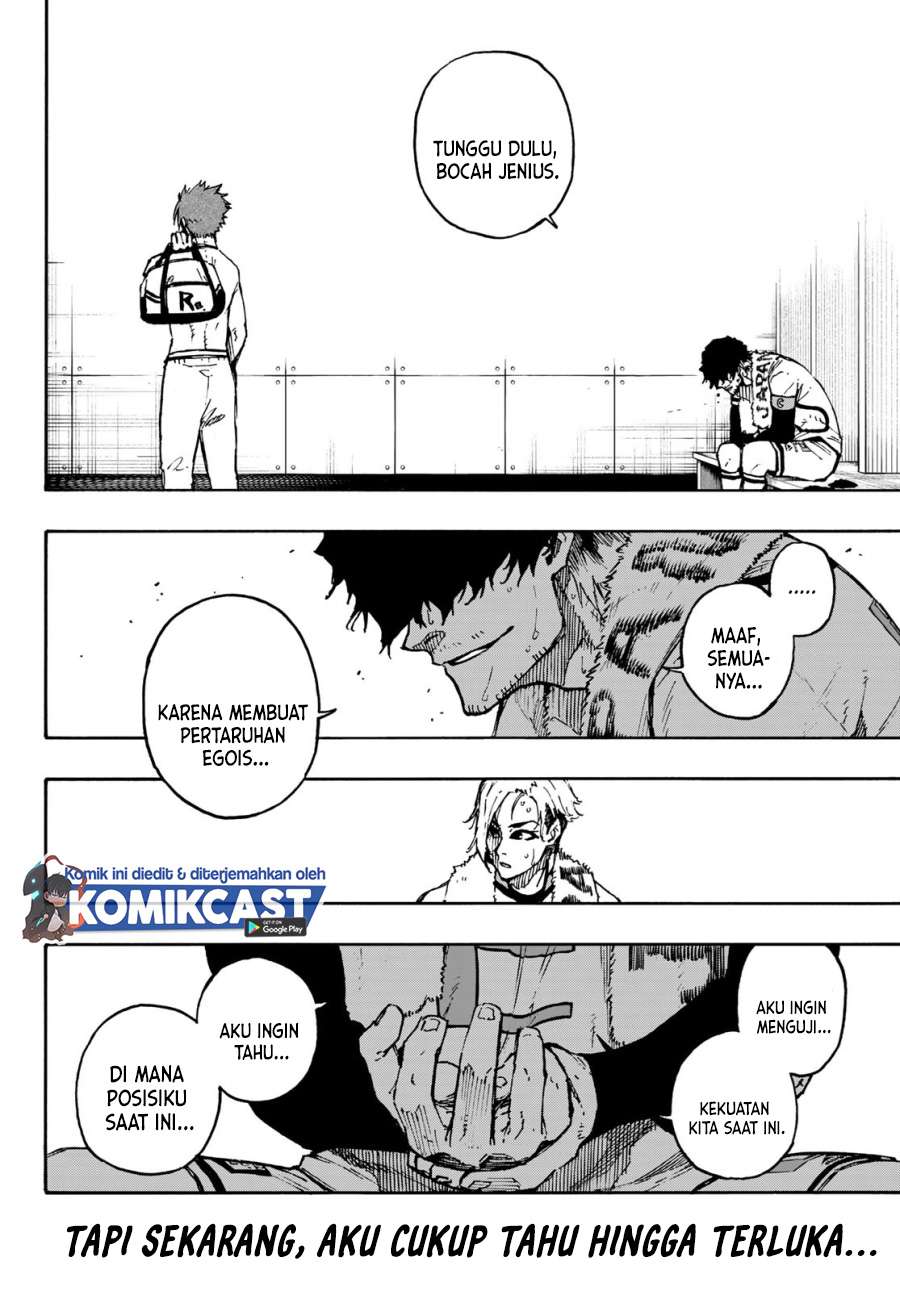 TUNGGU DULU,
BOCAH JENIUS.
R
JAPAN
C
......
MAAF,
SEMUA-
NYA...
KARENA MEMBUAT
PERTARUHAN
EGOIS...
Komik ini diedit & diterjemahkan oleh
KOMIKCAST
GET IT ON
Google Play
AKU INGIN
MENGUJI...
KEKUATAN
KITA SAAT INI.
AKU INGIN
TAHU...
DI MANA
POSISIKU
SAAT INI...
TAPI SEKARANG, AKU CUKUP TAHU HINGGA TERLUKA...